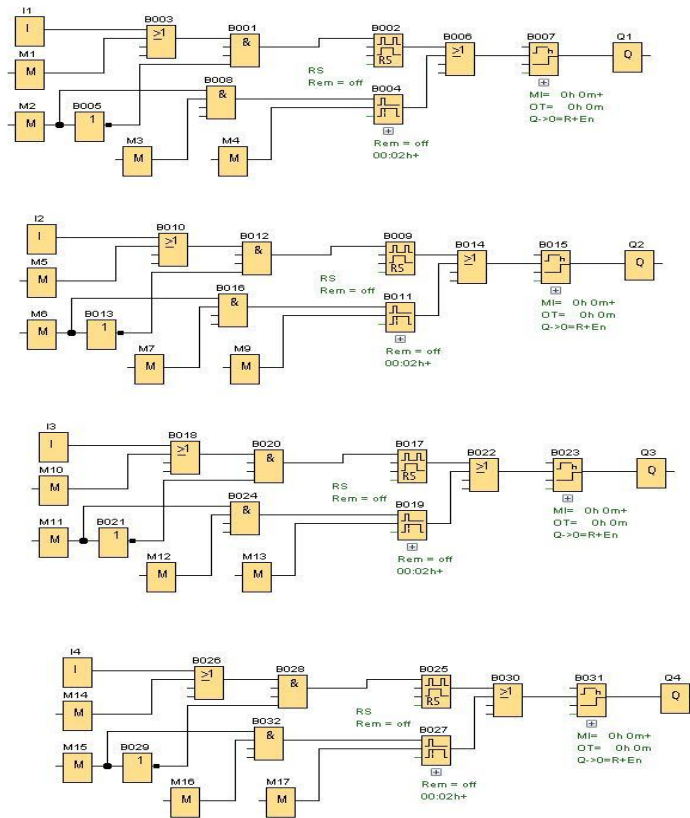 I1 B003 B001 B002 B006 B007 Q1
I ≥1 & RS ≥1 h Q
M1
M
RS
Rem = off
B008 B004
&
MI= 0h 0m+
OT= 0h 0m
Q->0=R+En
M2 B005
M 1
M3 M4
M M
Rem = off
00:02h+
I2 B010 B012 B009 B014 B015 Q2
I ≥1 & RS ≥1 h Q
M5
M
RS
Rem = off
B016 B011
&
MI= 0h 0m+
OT= 0h 0m
Q->0=R+En
M6 B013
M 1
M7 M9
M M
Rem = off
00:02h+
I3 B018 B020 B017 B022 B023 Q3
I ≥1 & RS ≥1 h Q
M10
M
RS
Rem = off
B024 B019
&
MI= 0h 0m+
OT= 0h 0m
Q->0=R+En
M11 B021
M 1
M12 M13
M M
Rem = off
00:02h+
I4 B026 B028 B025 B030 B031 Q4
I ≥1 & RS ≥1 h Q
M14
M
RS
Rem = off
B032 B027
&
MI= 0h 0m+
OT= 0h 0m
Q->0=R+En
M15 B029
M 1
M16 M17
M M
Rem = off
00:02h+